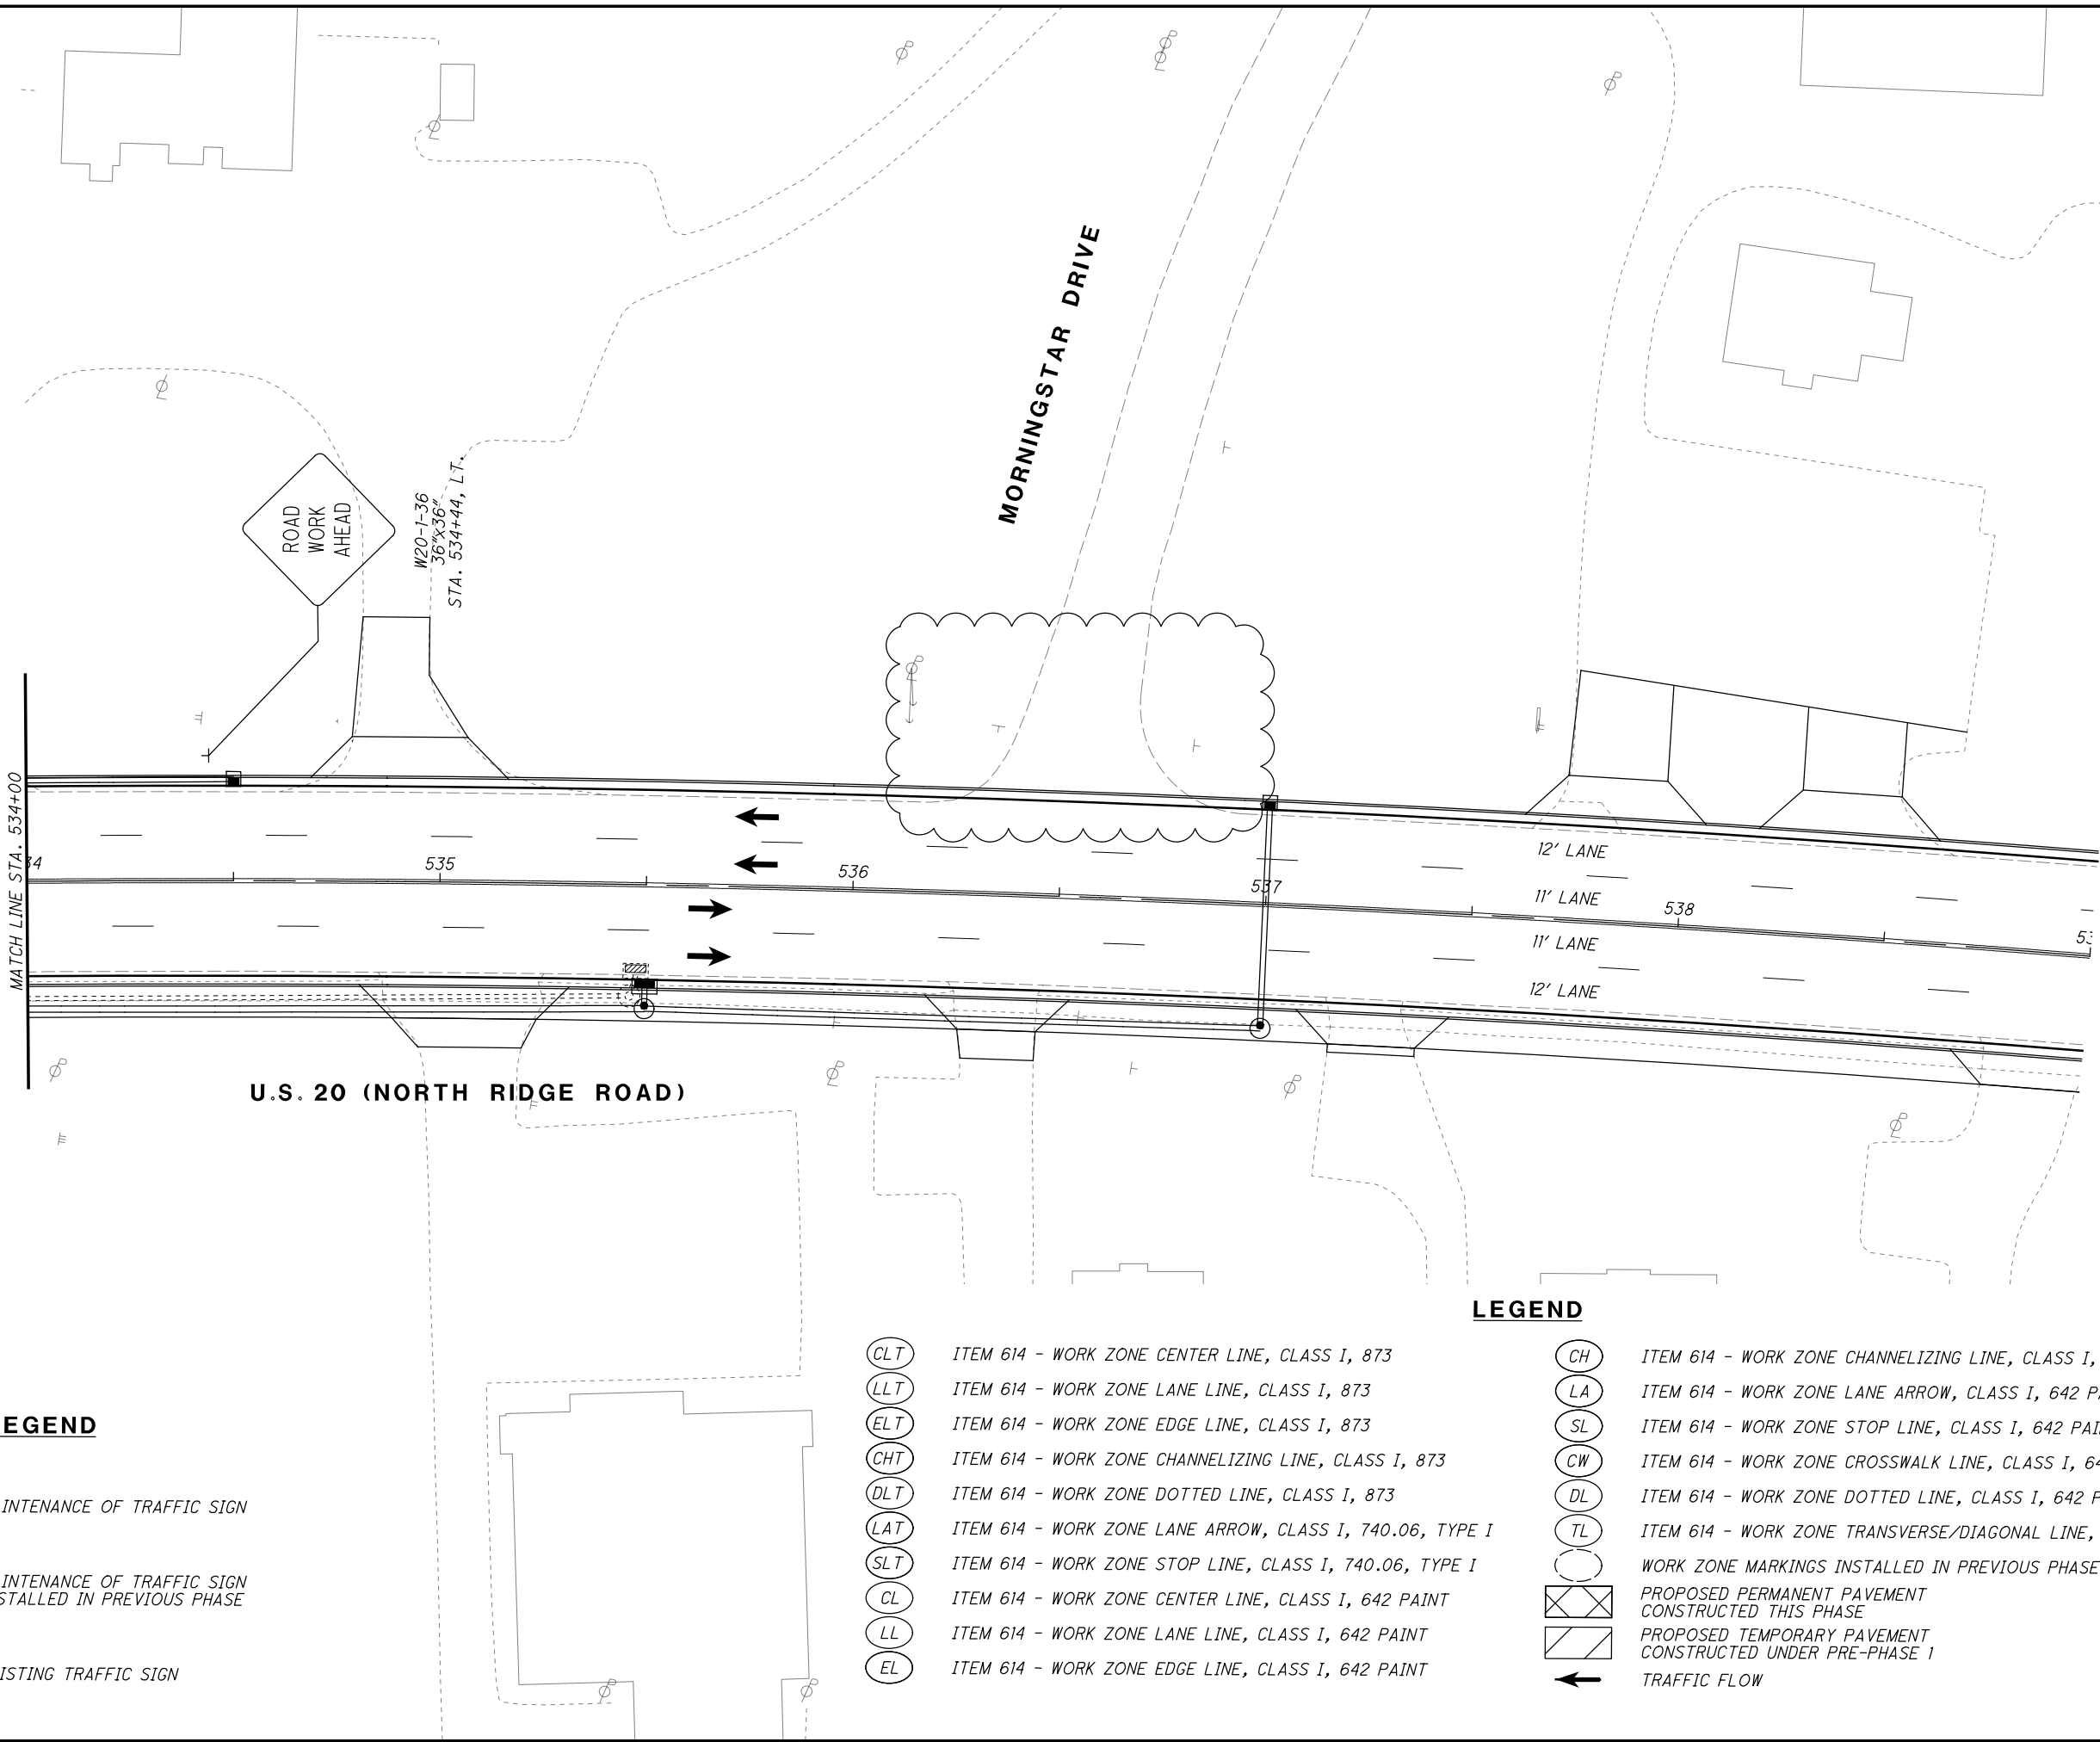 MORNINGSTAR DRIVE
ROAD
WORK
AHEAD
W20-1-36
36"x36"
STA. 534+44, LT.
MATCH LINE STA. 534+00
34
535
536
537
538
53
12' LANE
11' LANE
11' LANE
12' LANE
U.S. 20 (NORTH RIDGE ROAD)
LEGEND
CLT ITEM 614 - WORK ZONE CENTER LINE, CLASS I, 873
LLT ITEM 614 - WORK ZONE LANE LINE, CLASS I, 873
ELT ITEM 614 - WORK ZONE EDGE LINE, CLASS I, 873
CHT ITEM 614 - WORK ZONE CHANNELIZING LINE, CLASS I, 873
DLT ITEM 614 - WORK ZONE DOTTED LINE, CLASS I, 873
LAT ITEM 614 - WORK ZONE LANE ARROW, CLASS I, 740.06, TYPE I
SLT ITEM 614 - WORK ZONE STOP LINE, CLASS I, 740.06, TYPE I
CL ITEM 614 - WORK ZONE CENTER LINE, CLASS I, 642 PAINT
LL ITEM 614 - WORK ZONE LANE LINE, CLASS I, 642 PAINT
EL ITEM 614 - WORK ZONE EDGE LINE, CLASS I, 642 PAINT
CH ITEM 614 - WORK ZONE CHANNELIZING LINE, CLASS I,
LA ITEM 614 - WORK ZONE LANE ARROW, CLASS I, 642 P
SL ITEM 614 - WORK ZONE STOP LINE, CLASS I, 642 PAI
CW ITEM 614 - WORK ZONE CROSSWALK LINE, CLASS I, 64
DL ITEM 614 - WORK ZONE DOTTED LINE, CLASS I, 642 P
TL ITEM 614 - WORK ZONE TRANSVERSE/DIAGONAL LINE,
WORK ZONE MARKINGS INSTALLED IN PREVIOUS PHASE
PROPOSED PERMANENT PAVEMENT
CONSTRUCTED THIS PHASE
PROPOSED TEMPORARY PAVEMENT
CONSTRUCTED UNDER PRE-PHASE 1
TRAFFIC FLOW
EGEND
INTENANCE OF TRAFFIC SIGN
INTENANCE OF TRAFFIC SIGN
STALLED IN PREVIOUS PHASE
ISTING TRAFFIC SIGN